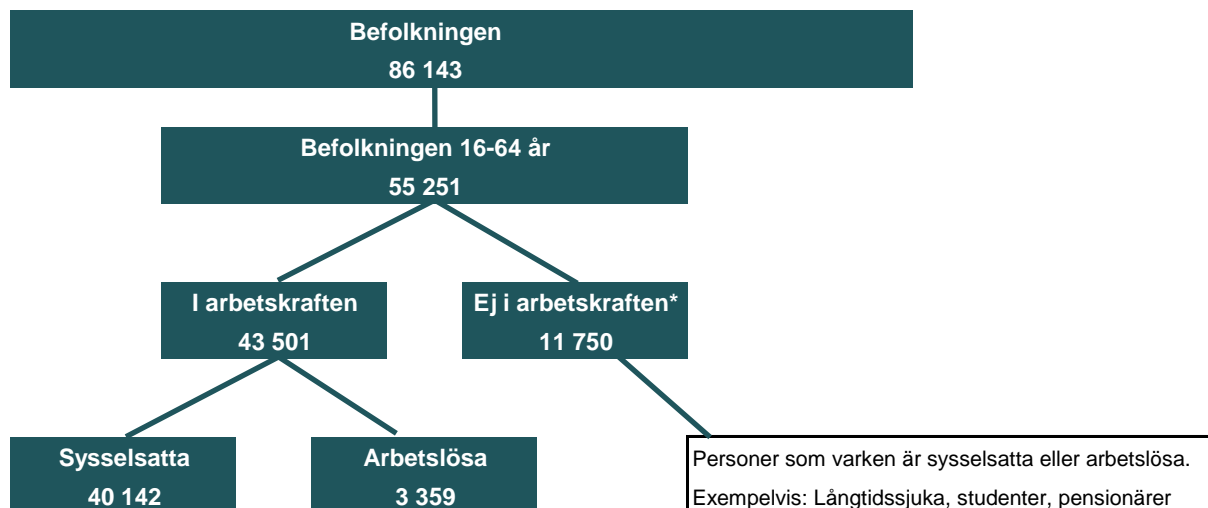 Befolkningen
86 143
Befolkningen 16-64 år
55 251
I arbetskraften
43 501
Ej i arbetskraften*
11 750
Sysselsatta
40 142
Arbetslösa
3 359
Personer som varken är sysselsatta eller arbetslösa.
Exempelvis: Långtidssjuka, studenter, pensionärer